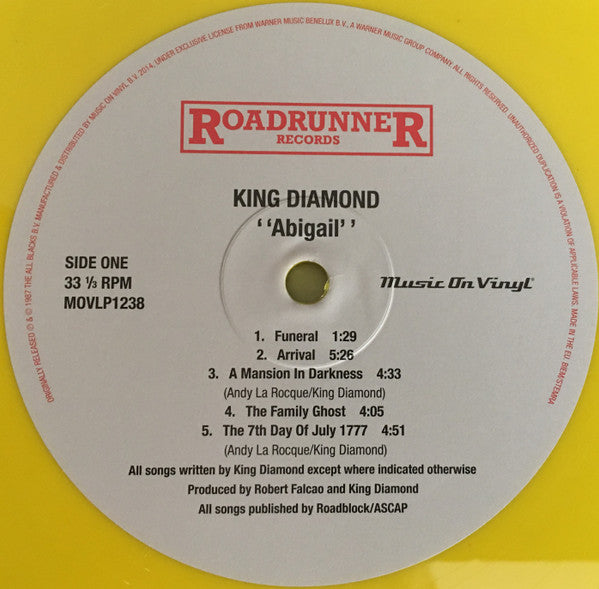 ORIGINALLY RELEASED ℗ & © 1987 THE ALL BLACKS B.V. MANUFACTURED & DISTRIBUTED BY MUSIC ON VINYL B.V. 2014, UNDER EXCLUSIVE LICENSE FROM WARNER MUSIC BENELUX B.V., A WARNER MUSIC GROUP COMPANY. ALL RIGHTS RESERVED. UNAUTHORIZED DUPLICATION IS A VIOLATION OF APPLICABLE LAWS. MADE IN THE EU. BIEM/STEMRA
ROADRUNNER
RECORDS
KING DIAMOND
''Abigail''
SIDE ONE
33 ⅓ RPM
MOVLP1238
Music On Vinyl®
1. Funeral 1:29
2. Arrival 5:26
3. A Mansion In Darkness 4:33
(Andy La Rocque/King Diamond)
4. The Family Ghost 4:05
5. The 7th Day Of July 1777 4:51
(Andy La Rocque/King Diamond)
All songs written by King Diamond except where indicated otherwise
Produced by Robert Falcao and King Diamond
All songs published by Roadblock/ASCAP